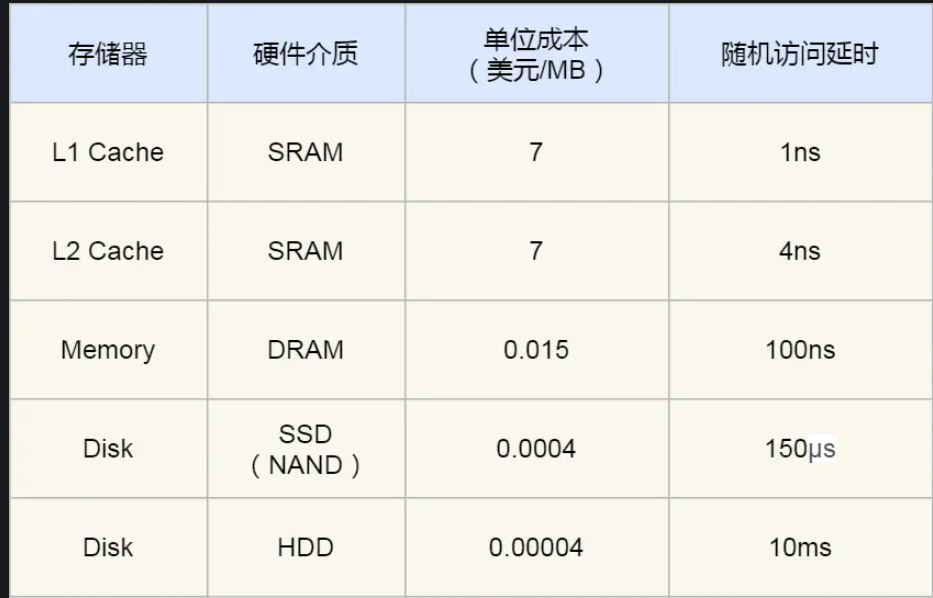 存储器
硬件介质
单位成本
（美元/MB）
随机访问延时
L1 Cache
SRAM
7
1ns
L2 Cache
SRAM
7
4ns
Memory
DRAM
0.015
100ns
Disk
SSD
（NAND）
0.0004
150μs
Disk
HDD
0.00004
10ms